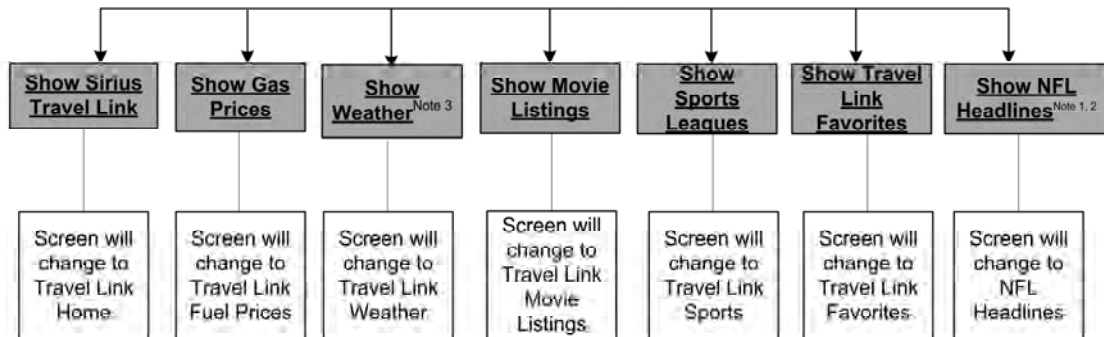 Show Sirius
Travel Link
Show Gas
Prices
Show
Weather Note 3
Show Movie
Listings
Show
Sports
Leagues
Show Travel
Link
Favorites
Show NFL
Headlines Note 1, 2
Screen will
change to
Travel Link
Home
Screen will
change to
Travel Link
Fuel Prices
Screen will
change to
Travel Link
Weather
Screen will
change to
Travel Link
Movie
Listings
Screen will
change to
Travel Link
Sports
Screen will
change to
Travel Link
Favorites
Screen will
change to
NFL
Headlines